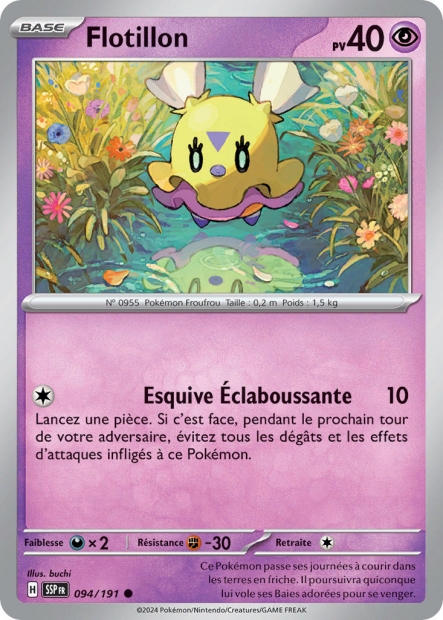 BASE
Flotillon
PV 40
N° 0955 Pokémon Froufrou Taille : 0,2 m Poids : 1,5 kg
Esquive Éclaboussante 10
Lancez une pièce. Si c'est face, pendant le prochain tour
de votre adversaire, évitez tous les dégâts et les effets
d'attaques infligés à ce Pokémon.
Faiblesse ×2 Résistance -30 Retraite
Illus. buchi
H SSP FR 094/191
Ce Pokémon passe ses journées à courir dans
les terres en friche. Il poursuivra quiconque
lui vole ses Baies adorées pour se venger.
©2024 Pokémon/Nintendo/Creatures/GAME FREAK